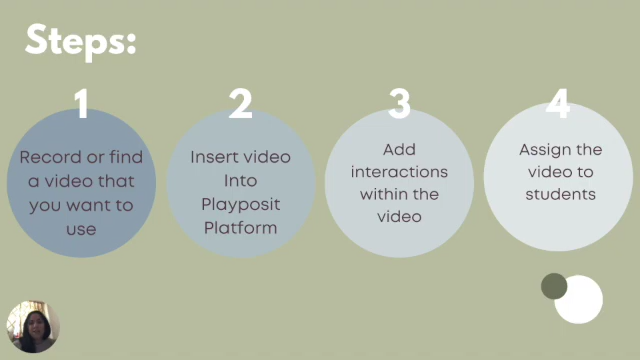 Steps:
1
Record or find
a video that
you want to
use
2
Insert video
Into
Playposit
Platform
3
Add
interactions
within the
video
4
Assign the
video to
students